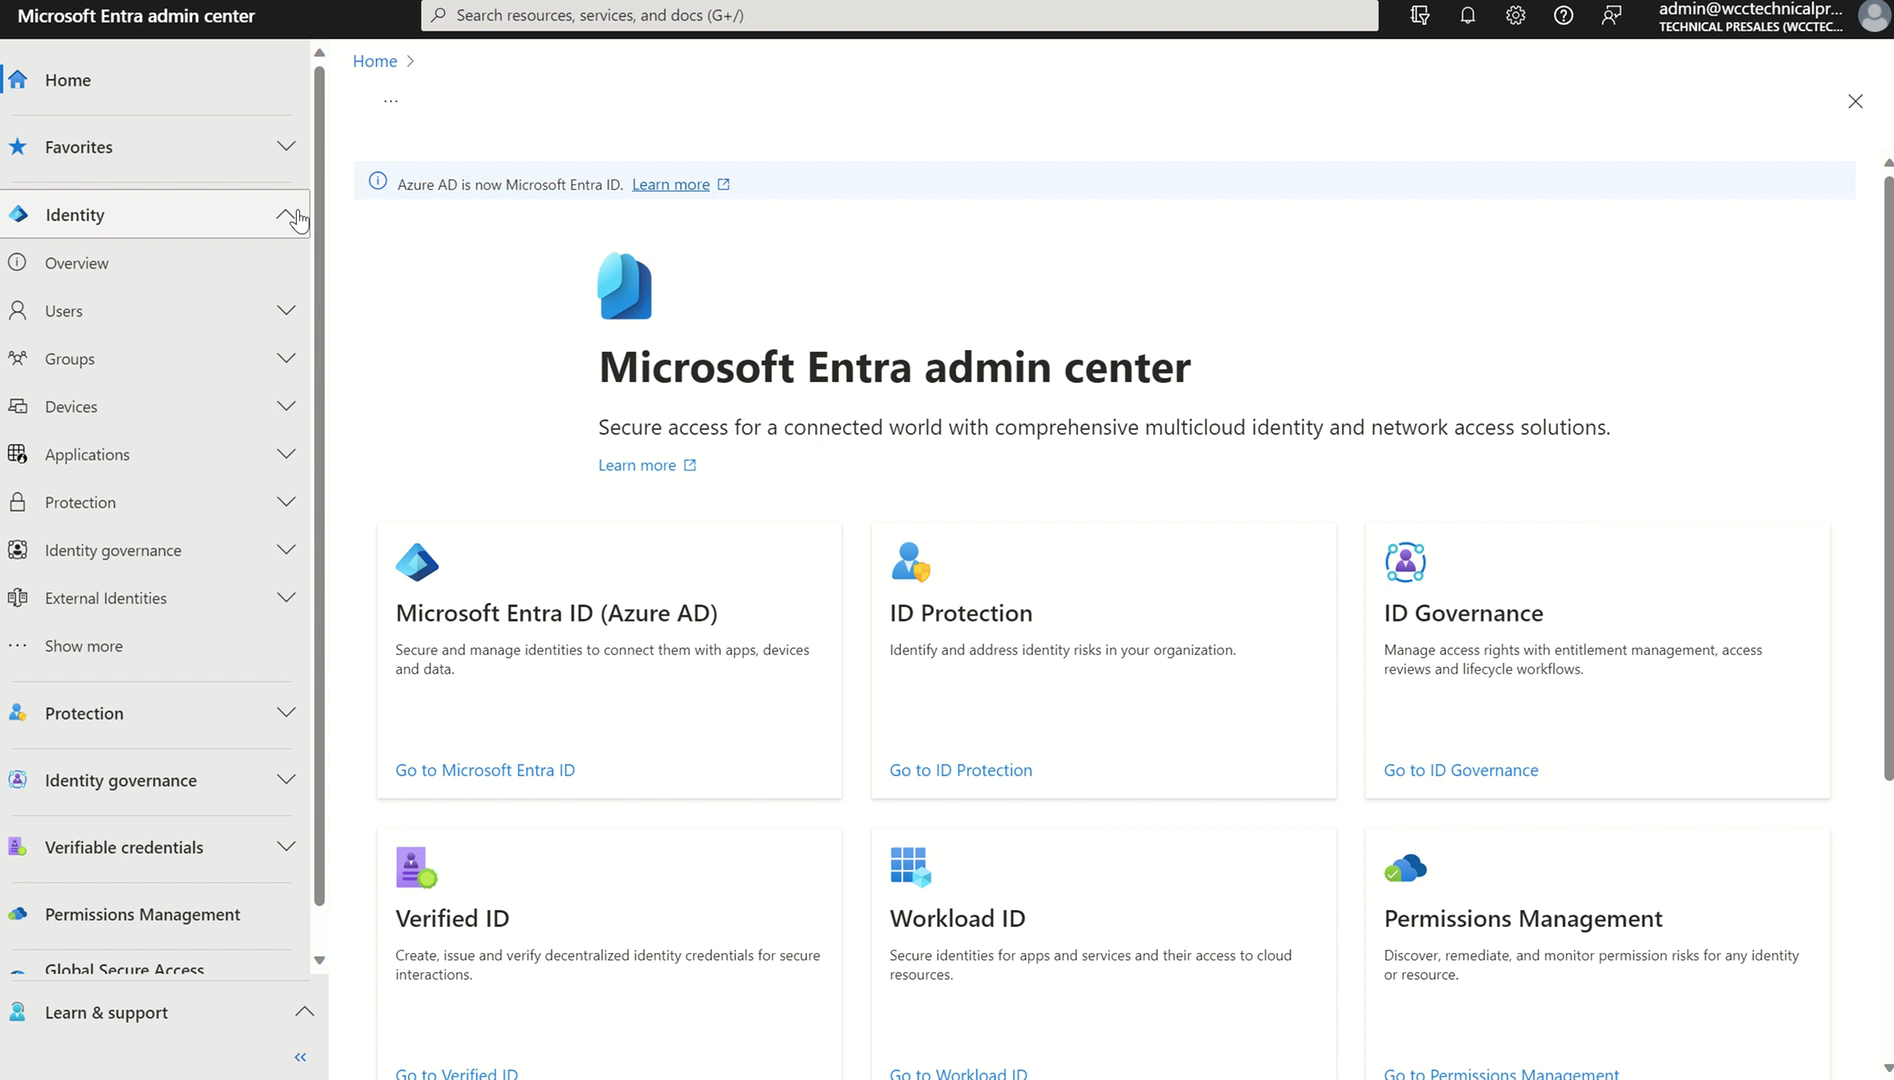 Microsoft Entra admin center
Search resources, services, and docs (G+/)
admin@wcctechnicalpr...
TECHNICAL PRESALES (WCCTEC...
Home
Favorites
Identity
Overview
Users
Groups
Devices
Applications
Protection
Identity governance
External Identities
Show more
Protection
Identity governance
Verifiable credentials
Permissions Management
Global Secure Access
Learn & support
Home
...
Azure AD is now Microsoft Entra ID. Learn more
Microsoft Entra admin center
Secure access for a connected world with comprehensive multicloud identity and network access solutions.
Learn more
Microsoft Entra ID (Azure AD)
Secure and manage identities to connect them with apps, devices
and data.
Go to Microsoft Entra ID
ID Protection
Identify and address identity risks in your organization.
Go to ID Protection
ID Governance
Manage access rights with entitlement management, access
reviews and lifecycle workflows.
Go to ID Governance
Verified ID
Create, issue and verify decentralized identity credentials for secure
interactions.
Go to Verified ID
Workload ID
Secure identities for apps and services and their access to cloud
resources.
Go to Workload ID
Permissions Management
Discover, remediate, and monitor permission risks for any identity
or resource.
Go to Permissions Management